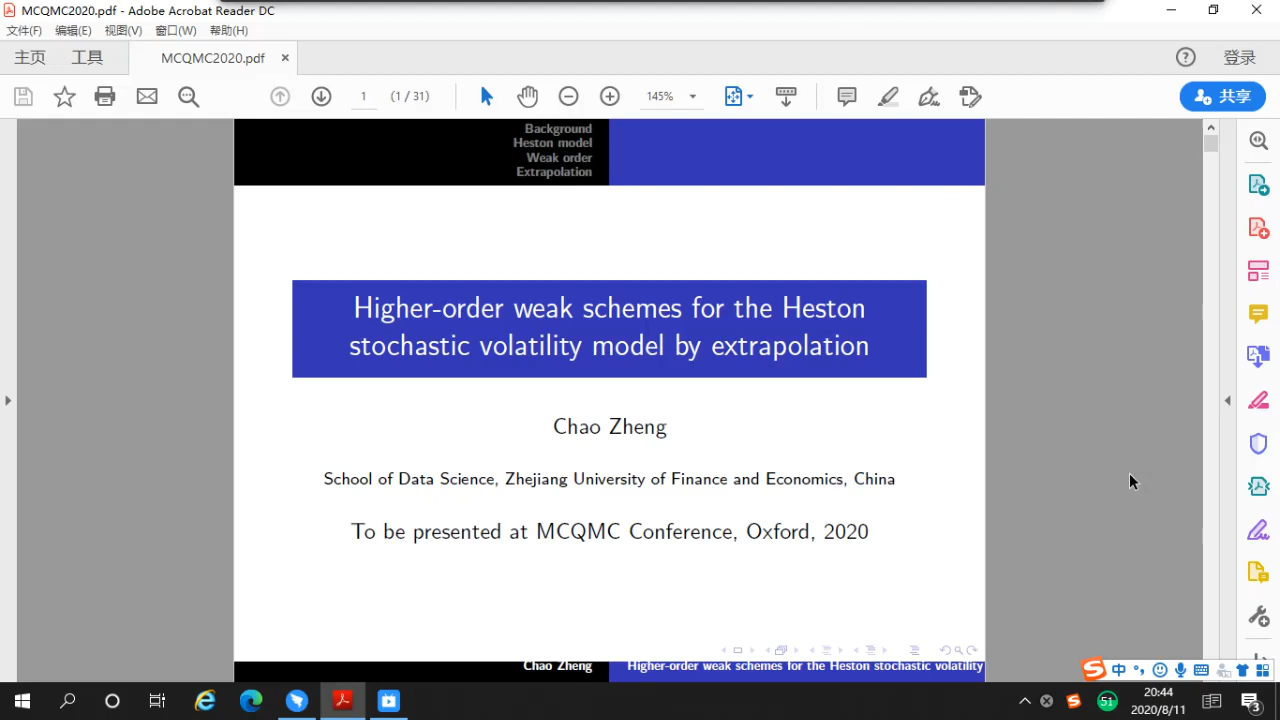 MCQMC2020.pdf - Adobe Acrobat Reader DC
文件(F) 编辑(E) 视图(V) 窗口(W) 帮助(H)
主页 工具 MCQMC2020.pdf × ? 登录
1 (1 / 31) 145% 共享
Background
Heston model
Weak order
Extrapolation
Higher-order weak schemes for the Heston
stochastic volatility model by extrapolation
Chao Zheng
School of Data Science, Zhejiang University of Finance and Economics, China
To be presented at MCQMC Conference, Oxford, 2020
Chao Zheng Higher-order weak schemes for the Heston stochastic volatility
S 中 °,
51 20:44
2020/8/11 3